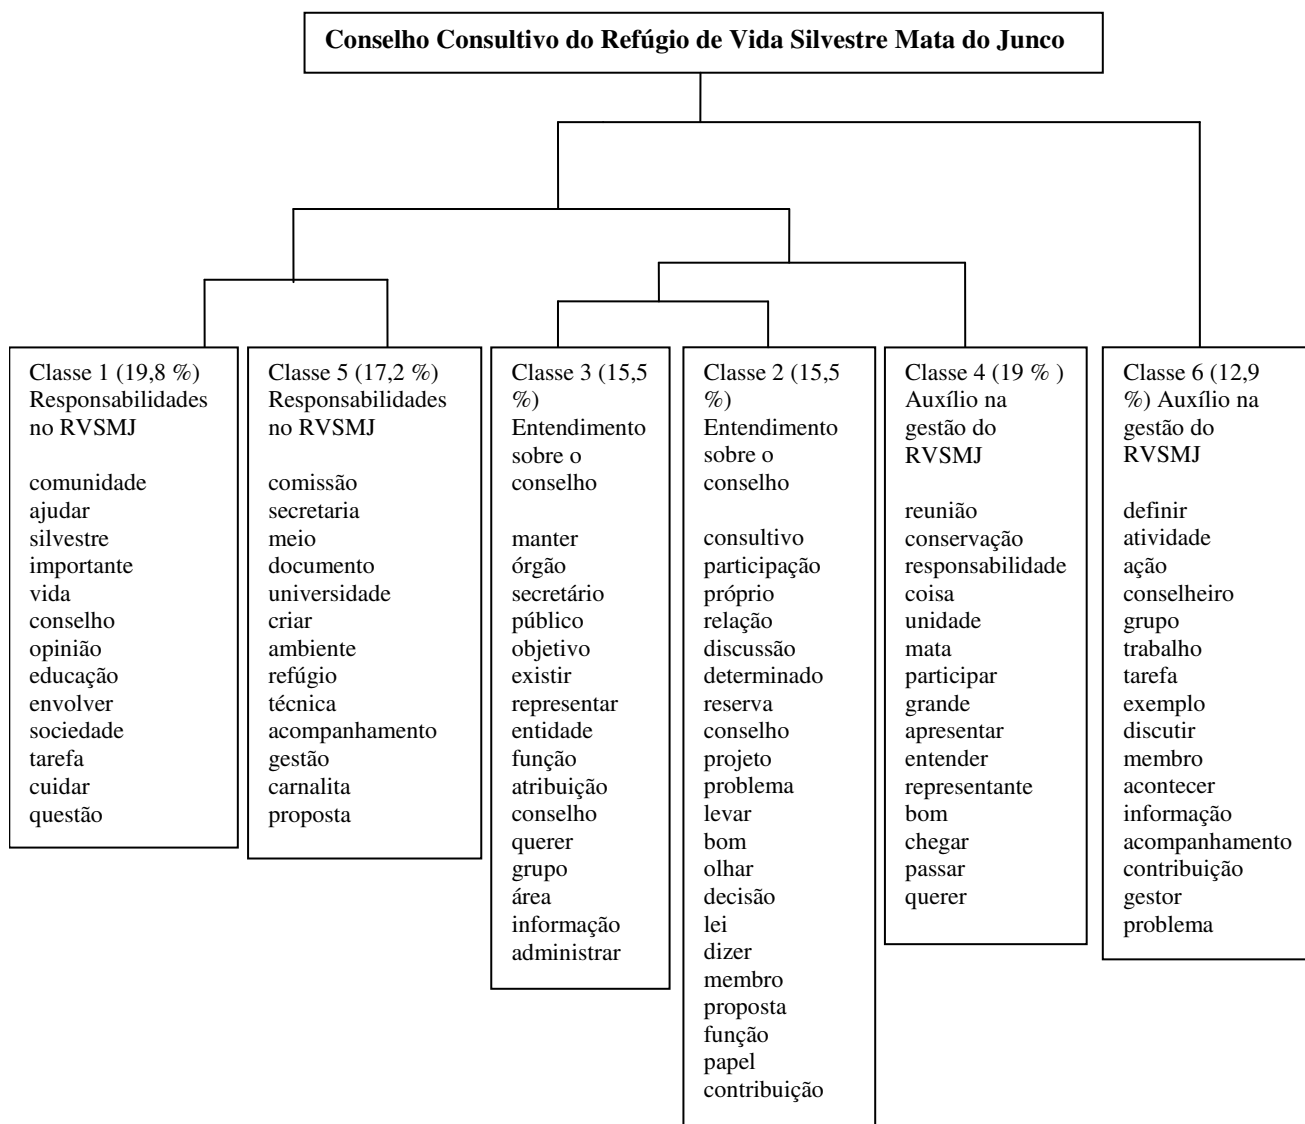 Conselho Consultivo do Refúgio de Vida Silvestre Mata do Junco
Classe 1 (19,8 %)
Responsabilidades
no RVSMJ
comunidade
ajudar
silvestre
importante
vida
conselho
opinião
educação
envolver
sociedade
tarefa
cuidar
questão
Classe 5 (17,2 %)
Responsabilidades
no RVSMJ
comissão
secretaria
meio
documento
universidade
criar
ambiente
refúgio
técnica
acompanhamento
gestão
carnalita
proposta
Classe 3 (15,5
%)
Entendimento
sobre o
conselho
manter
órgão
secretário
público
objetivo
existir
representar
entidade
função
atribuição
conselho
querer
grupo
área
informação
administrar
Classe 2 (15,5
%)
Entendimento
sobre o
conselho
consultivo
participação
próprio
relação
discussão
determinado
reserva
conselho
projeto
problema
levar
bom
olhar
decisão
lei
dizer
membro
proposta
função
papel
contribuição
Classe 4 (19 % )
Auxílio na
gestão do
RVSMJ
reunião
conservação
responsabilidade
coisa
unidade
mata
participar
grande
apresentar
entender
representante
bom
chegar
passar
querer
Classe 6 (12,9
%) Auxílio na
gestão do
RVSMJ
definir
atividade
ação
conselheiro
grupo
trabalho
tarefa
exemplo
discutir
membro
acontecer
informação
acompanhamento
contribuição
gestor
problema